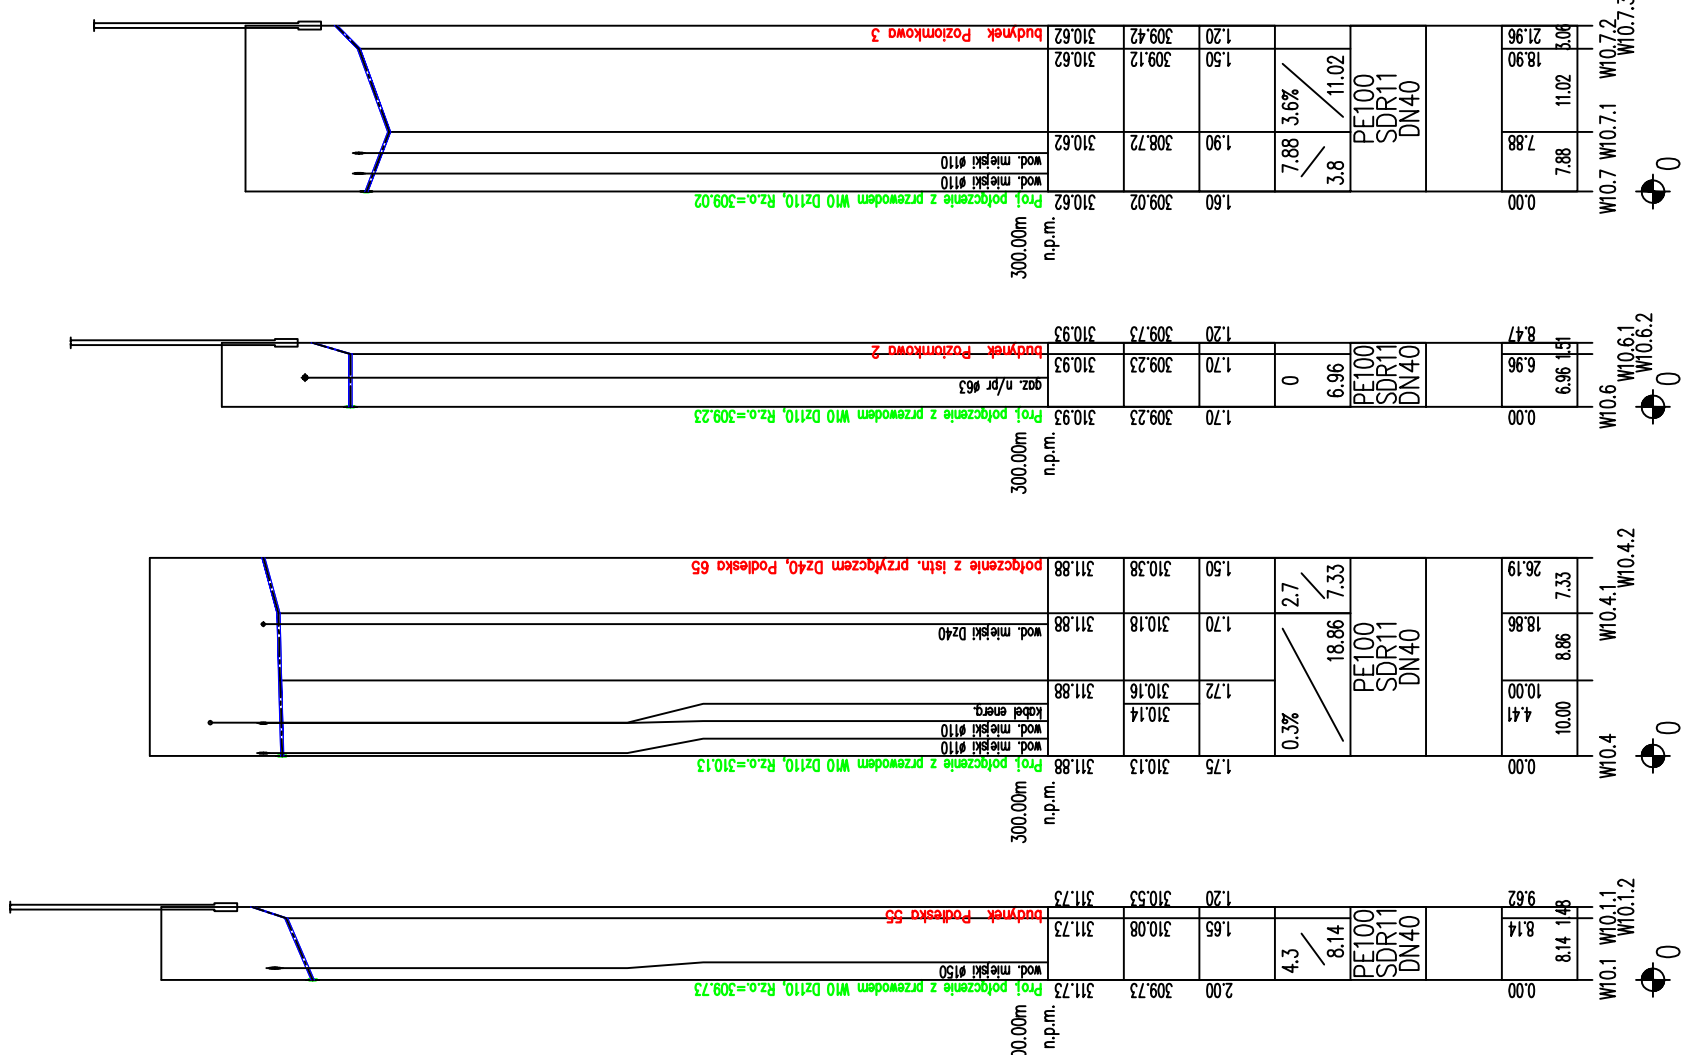 budynek Poziomkowa 3
310.62
309.42
1.20
21.96
3.06
W10.7.2
310.62
309.12
1.50
3.6%
11.02
18.90
11.02
PE100
SDR11
DN40
W10.7.1
310.62
308.72
1.90
7.88
3.8
7.88
7.88
wod. miejski ø110
wod. miejski ø110
Proj. połączenie z przewodem W10 Dz110, Rz.o.=309.02
310.62
309.02
1.60
0.00
W10.7
0
300.00m
n.p.m.
310.93
309.73
1.20
8.47
budynek Poziomkowa 2
310.93
309.23
1.70
0
6.96
PE100
SDR11
DN40
6.96
6.96
1.51
W10.6.1
W10.6.2
gaz. n/pr ø63
Proj. połączenie z przewodem W10 Dz110, Rz.o.=309.23
310.93
309.23
1.70
0.00
W10.6
0
300.00m
n.p.m.
połączenie z istn. przyłączem Dz40, Podleska 65
311.88
310.38
1.50
2.7
7.33
26.19
7.33
W10.4.2
W10.4.1
wod. miejski Dz40
311.88
310.18
1.70
18.86
0.3%
PE100
SDR11
DN40
18.86
8.86
311.88
310.16
1.72
10.00
kabel energ.
310.14
4.41
10.00
wod. miejski ø110
wod. miejski ø110
Proj. połączenie z przewodem W10 Dz110, Rz.o.=310.13
311.88
310.13
1.75
0.00
W10.4
0
300.00m
n.p.m.
311.73
310.53
1.20
9.62
budynek Podleska 55
311.73
310.08
1.65
4.3
8.14
PE100
SDR11
DN40
8.14
8.14
1.48
W10.1.1
W10.1.2
wod. miejski ø150
Proj. połączenie z przewodem W10 Dz110, Rz.o.=309.73
311.73
309.73
2.00
0.00
W10.1
0
n.p.m.